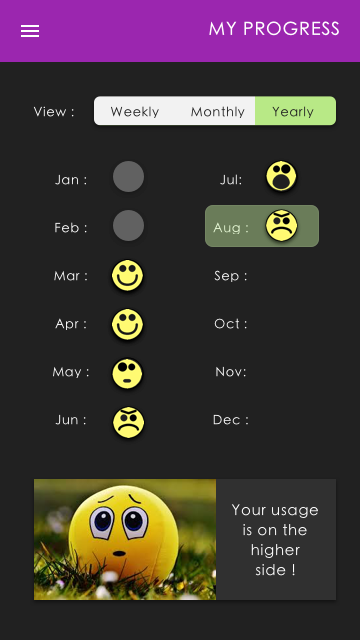 MY PROGRESS
View : Weekly Monthly Yearly
Jan : Jul:
Feb : Aug :
Mar : Sep :
Apr : Oct :
May : Nov:
Jun : Dec :
Your usage
is on the
higher
side !